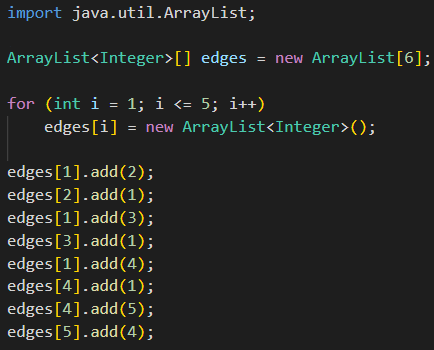 import java.util.ArrayList;
ArrayList<Integer>[] edges = new ArrayList[6];
for (int i = 1; i <= 5; i++)
    edges[i] = new ArrayList<Integer>();
edges[1].add(2);
edges[2].add(1);
edges[1].add(3);
edges[3].add(1);
edges[1].add(4);
edges[4].add(1);
edges[4].add(5);
edges[5].add(4);